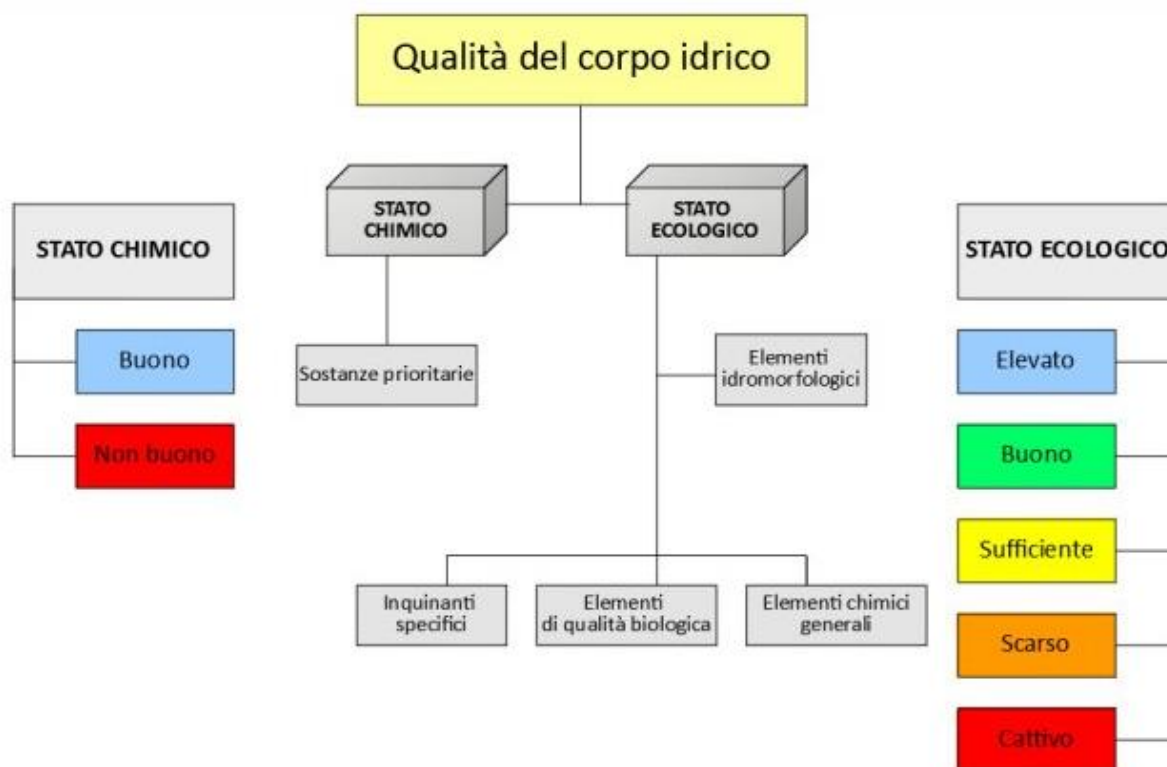 Qualità del corpo idrico
STATO
CHIMICO
STATO
ECOLOGICO
STATO CHIMICO
STATO ECOLOGICO
Buono
Non buono
Sostanze prioritarie
Elementi
idromorfologici
Elevato
Buono
Sufficiente
Scarso
Cattivo
Inquinanti
specifici
Elementi
di qualità biologica
Elementi chimici
generali